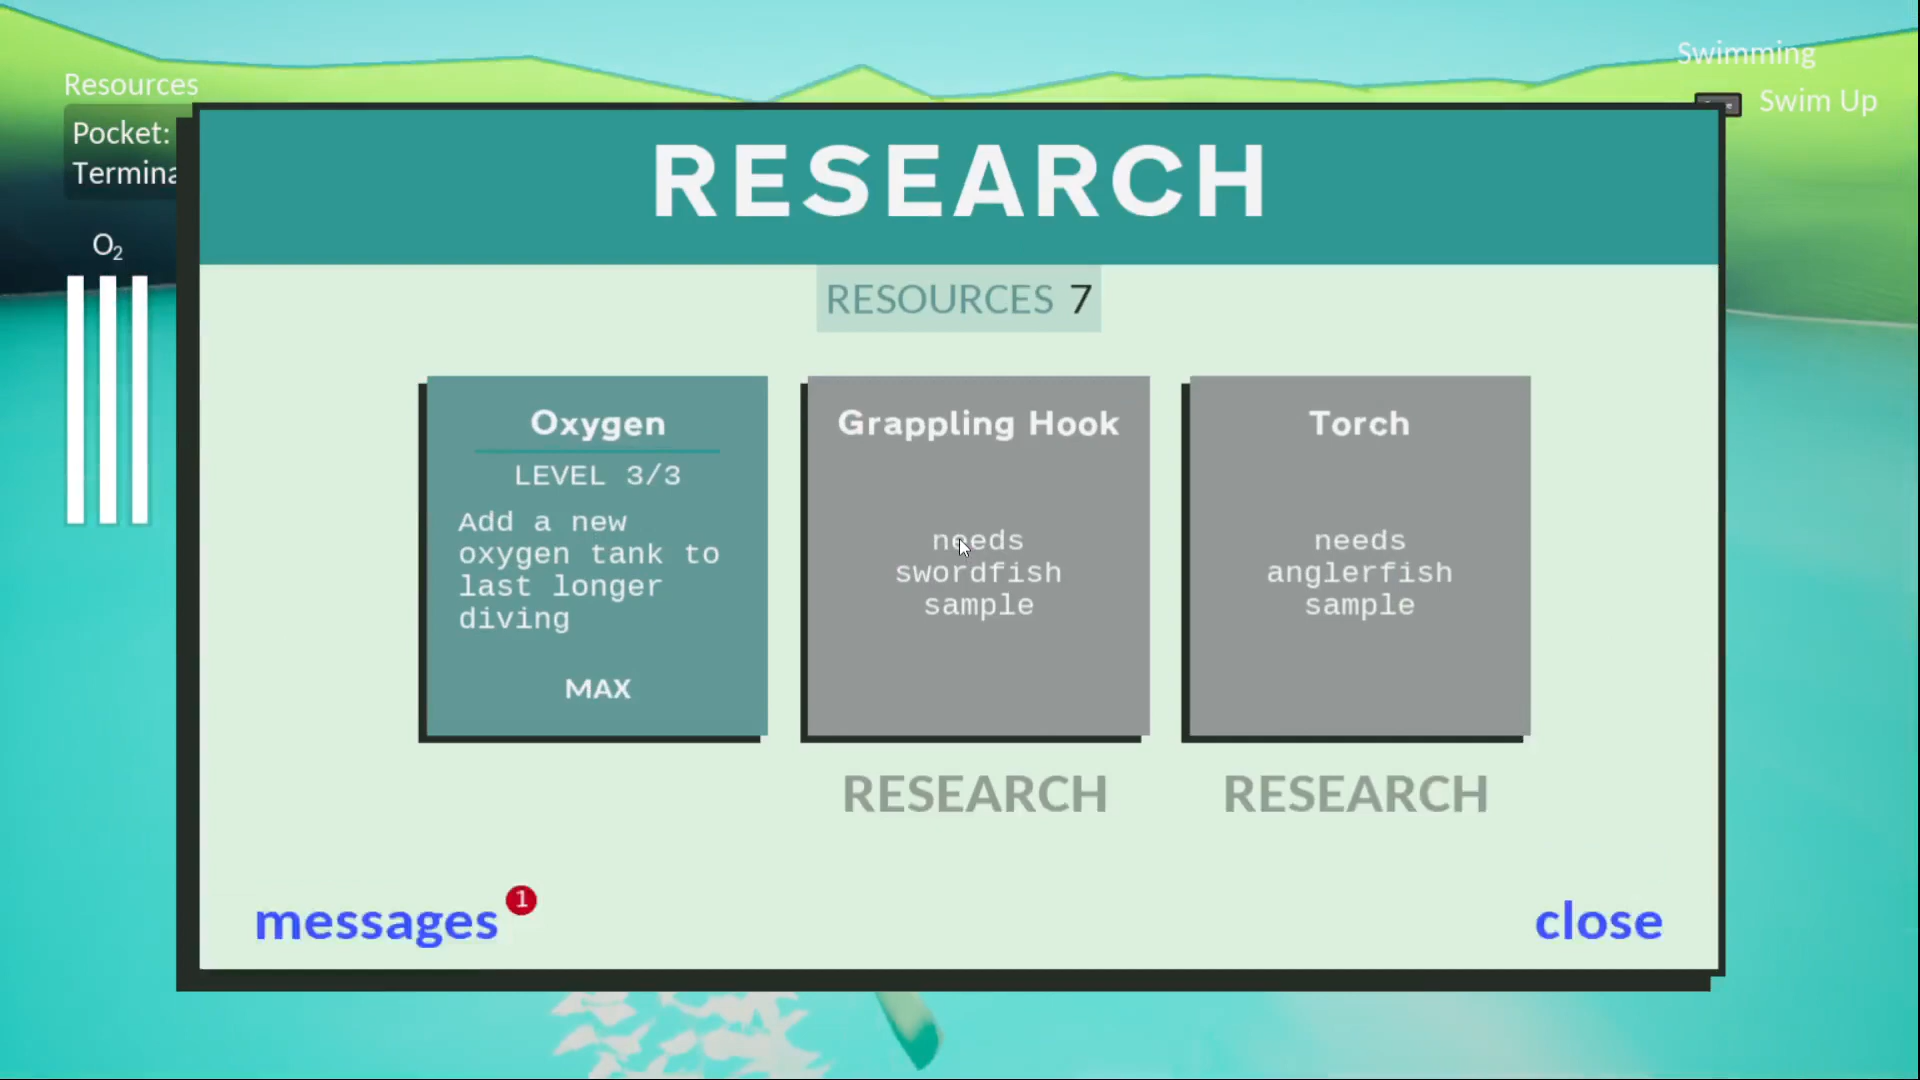 Resources
Pocket:
Termina
O₂
Swimming
Swim Up
RESEARCH
RESOURCES 7
Oxygen
LEVEL 3/3
Add a new
oxygen tank to
last longer
diving
MAX
Grappling Hook
needs
swordfish
sample
RESEARCH
Torch
needs
anglerfish
sample
RESEARCH
messages
1
close